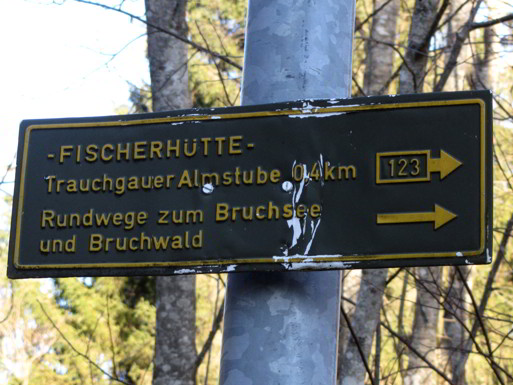 -FISCHERHÜTTE-
Trauchgauer Almstube 0,4km
123
Rundwege zum Bruchsee
und Bruchwald